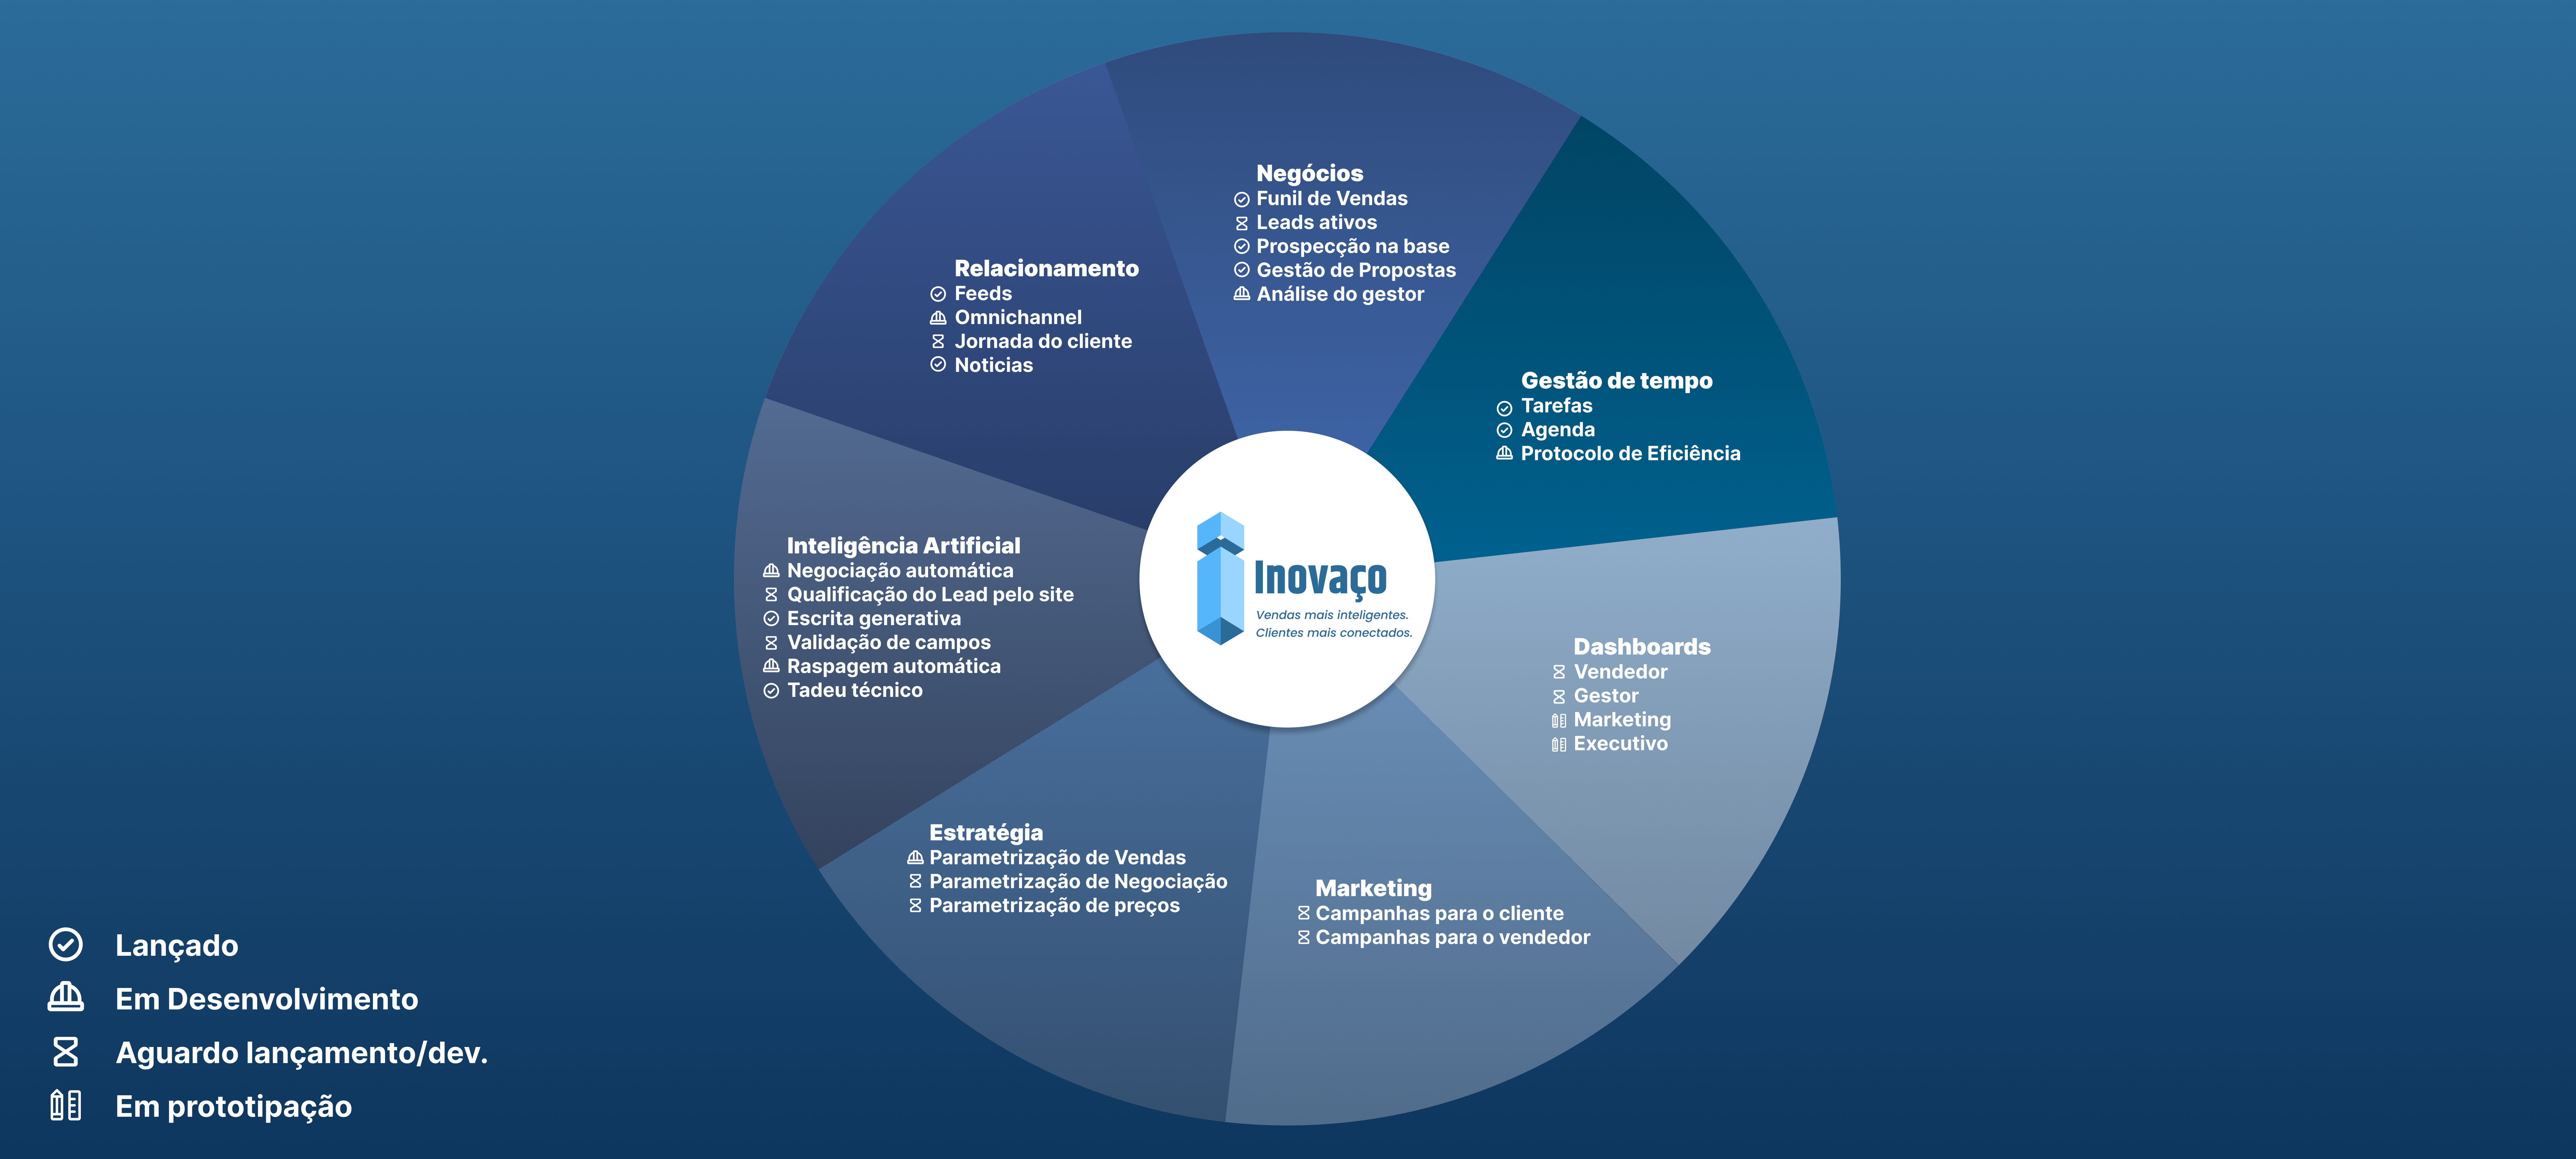 Negócios
Funil de Vendas
Leads ativos
Prospecção na base
Gestão de Propostas
Análise do gestor
Relacionamento
Feeds
Omnichannel
Jornada do cliente
Noticias
Gestão de tempo
Tarefas
Agenda
Protocolo de Eficiência
Inteligência Artificial
Negociação automática
Qualificação do Lead pelo site
Escrita generativa
Validação de campos
Raspagem automática
Tadeu técnico
Inovaço
Vendas mais inteligentes.
Clientes mais conectados.
Dashboards
Vendedor
Gestor
Marketing
Executivo
Estratégia
Parametrização de Vendas
Parametrização de Negociação
Parametrização de preços
Marketing
Campanhas para o cliente
Campanhas para o vendedor
Lançado
Em Desenvolvimento
Aguardo lançamento/dev.
Em prototipação